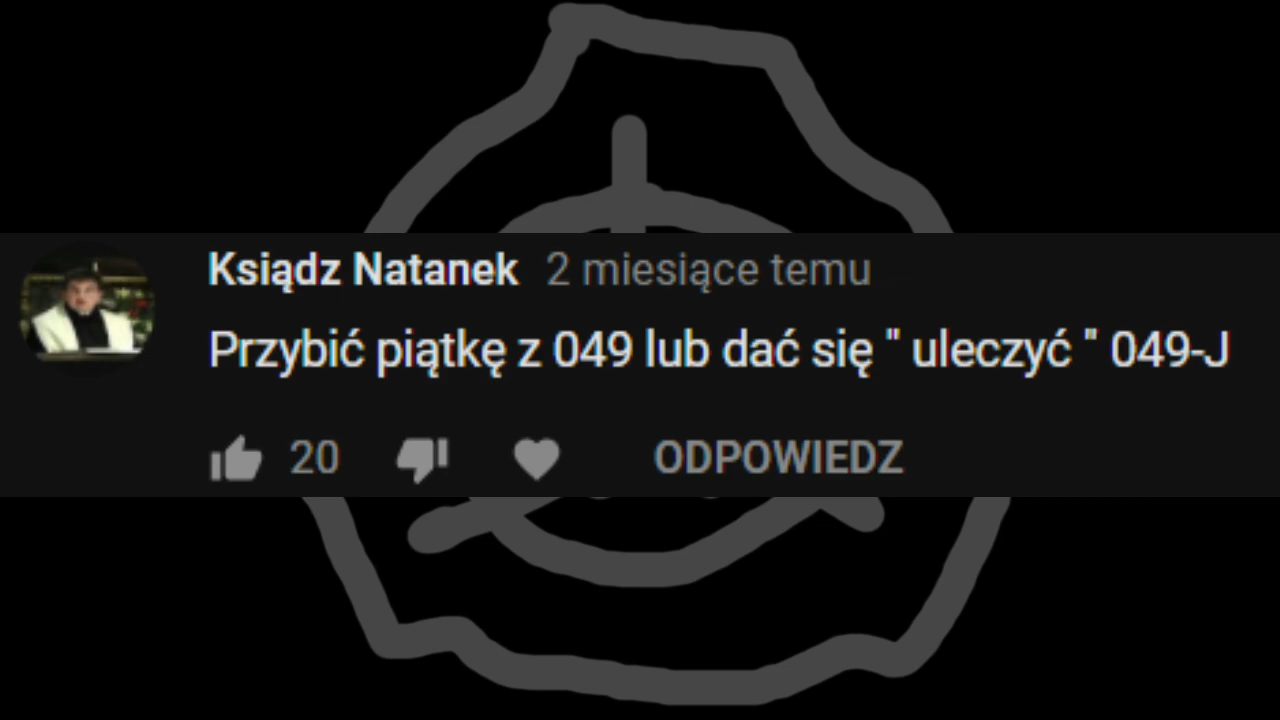 Ksiądz Natanek 2 miesiące temu
Przybić piątkę z 049 lub dać się " uleczyć " 049-J
20 ODPOWIEDZ